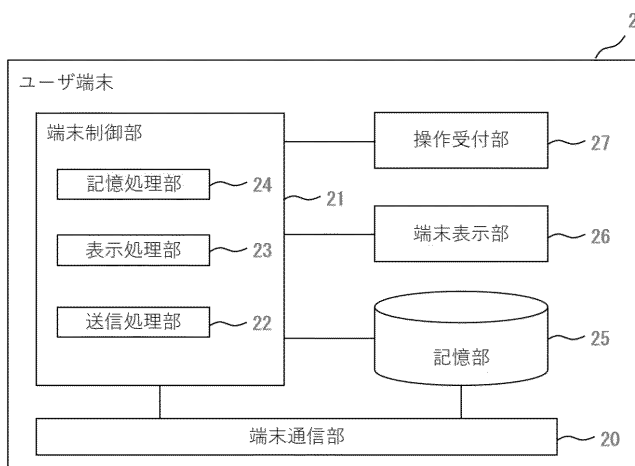 2
ユーザ端末
端末制御部
操作受付部
27
記憶処理部
24
21
端末表示部
26
表示処理部
23
送信処理部
22
記憶部
25
端末通信部
20